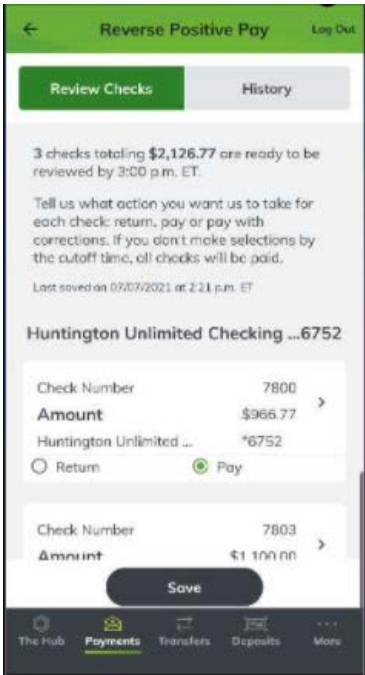 Reverse Positive Pay
Log Out
Review Checks
History
3 checks totaling $2,126.77 are ready to be
reviewed by 3:00 p.m. ET.
Tell us what action you want us to take for
each check: return, pay or pay with
corrections. If you don't make selections by
the cutoff time, all checks will be paid.
Last saved on 07/07/2021 at 2:21 p.m. ET
Huntington Unlimited Checking ...6752
Check Number 7800
Amount $966.77
Huntington Unlimited ... *6752
Return
Pay
Check Number 7803
Amount $1,100.00
Save
The Hub
Payments
Transfers
Deposits
More